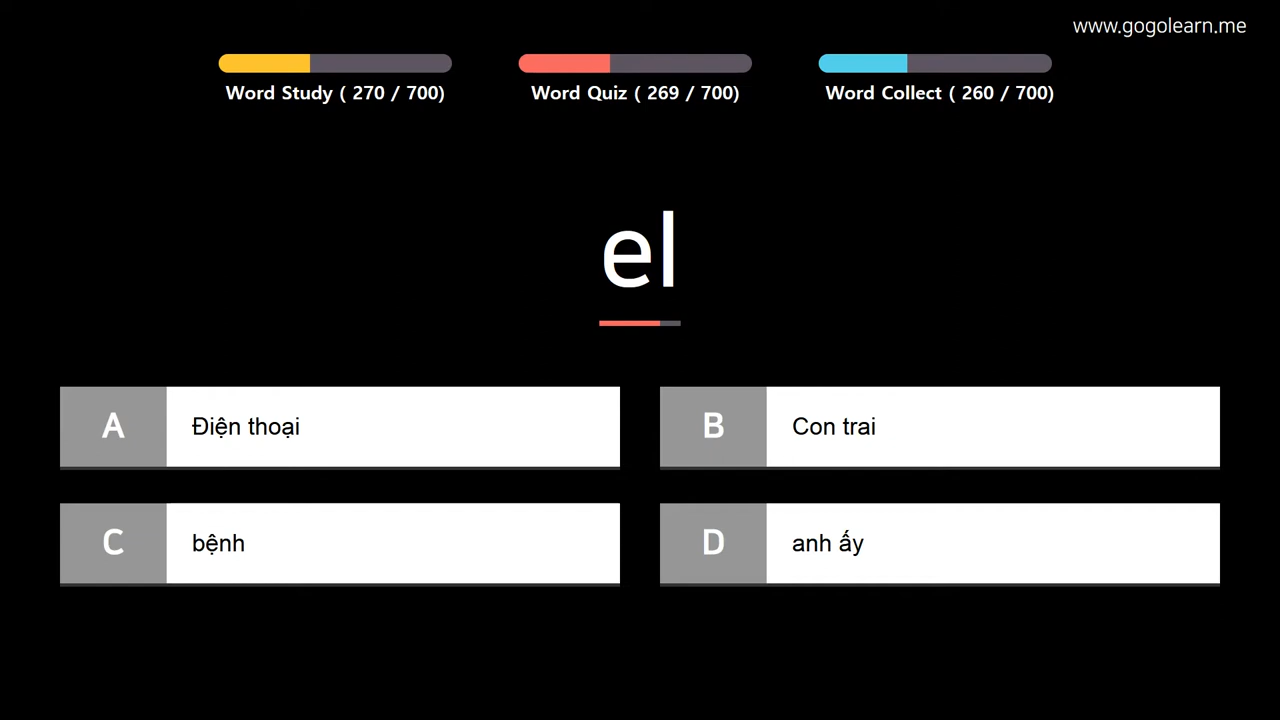 www.gogolearn.me
Word Study ( 270 / 700)
Word Quiz ( 269 / 700)
Word Collect ( 260 / 700)
el
A
Điện thoại
B
Con trai
C
bệnh
D
anh ấy